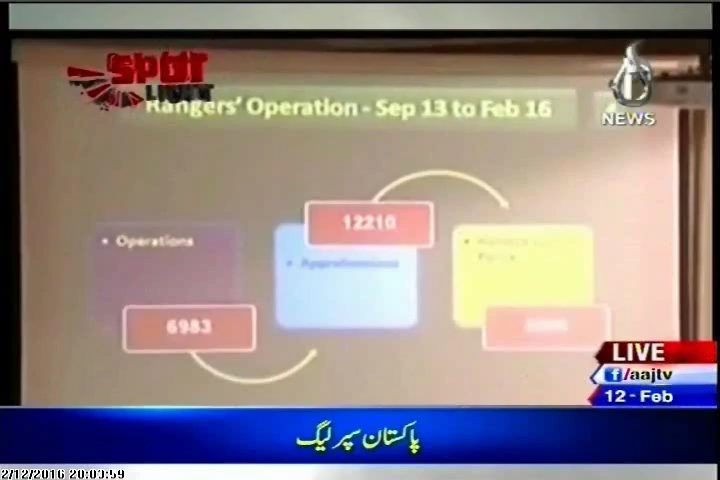 SPOT
LIGHT
NEWS
Rangers' Operation - Sep 13 to Feb 16
12210
• Operations
• Apprehensions
6983
LIVE
f/aajtv
12 - Feb
پاکستان سپر لیگ
2/12/2016 20:03:59